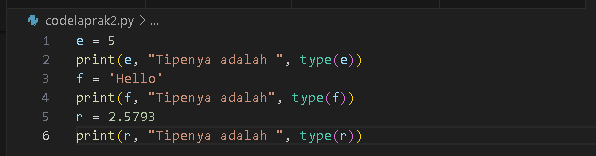 codelaprak2.py > ...
1 e = 5
2 print(e, "Tipenya adalah ", type(e))
3 f = 'Hello'
4 print(f, "Tipenya adalah", type(f))
5 r = 2.5793
6 print(r, "Tipenya adalah ", type(r))